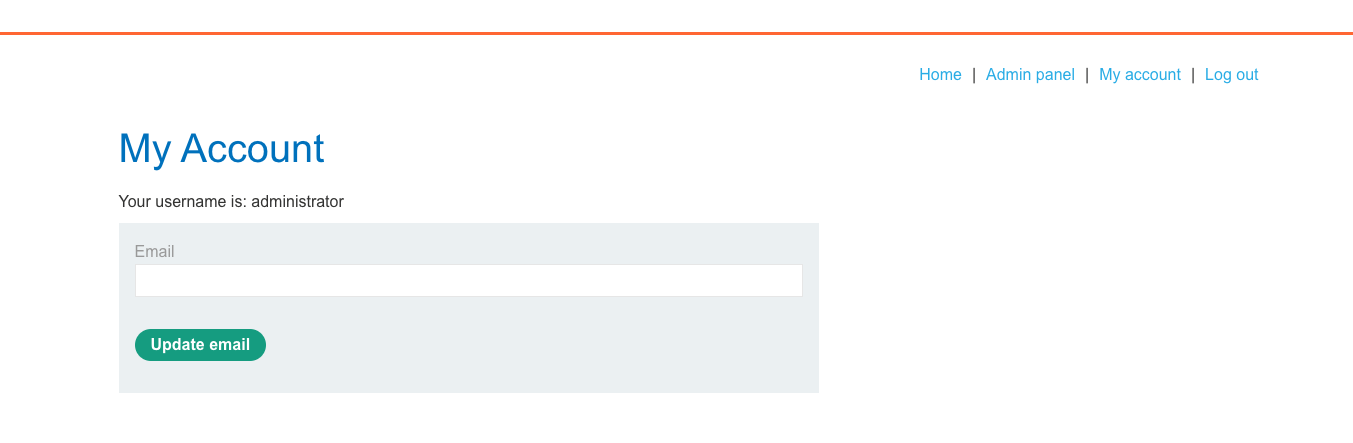 Home | Admin panel | My account | Log out
My Account
Your username is: administrator
Email
Update email